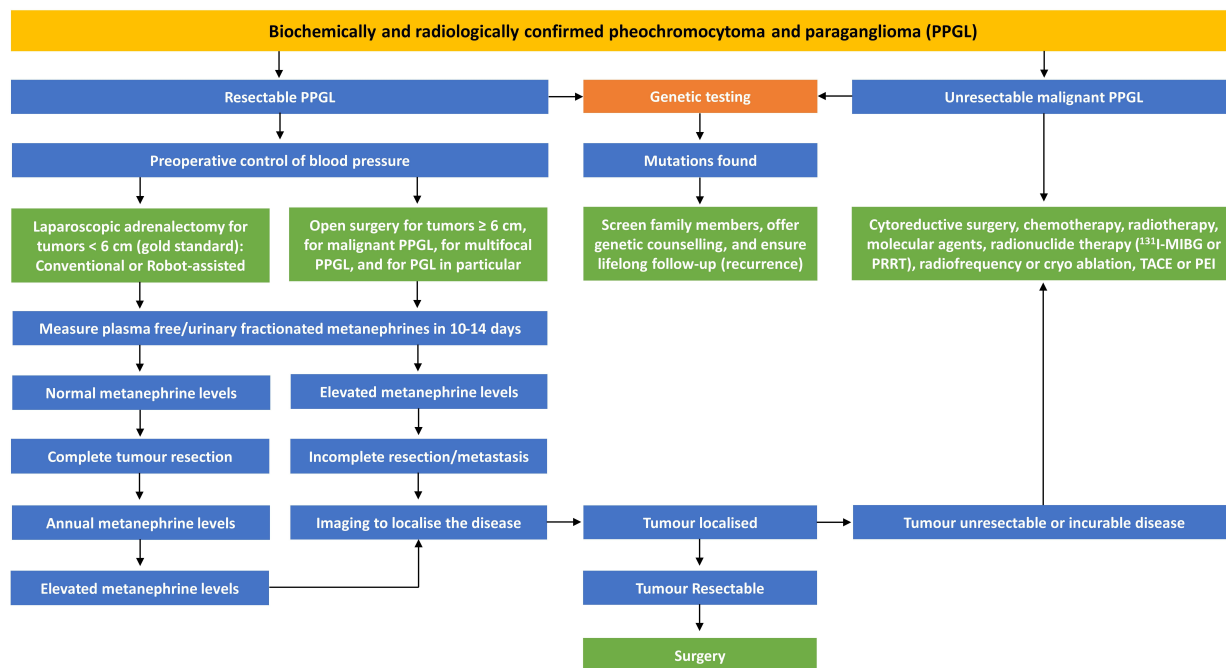 Biochemically and radiologically confirmed pheochromocytoma and paraganglioma (PPGL)
Resectable PPGL
Genetic testing
Unresectable malignant PPGL
Preoperative control of blood pressure
Mutations found
Laparoscopic adrenalectomy for
tumors < 6 cm (gold standard):
Conventional or Robot-assisted
Open surgery for tumors ≥ 6 cm,
for malignant PPGL, for multifocal
PPGL, and for PGL in particular
Screen family members, offer
genetic counselling, and ensure
lifelong follow-up (recurrence)
Cytoreductive surgery, chemotherapy, radiotherapy,
molecular agents, radionuclide therapy (¹³¹I-MIBG or
PRRT), radiofrequency or cryo ablation, TACE or PEI
Measure plasma free/urinary fractionated metanephrines in 10-14 days
Normal metanephrine levels
Elevated metanephrine levels
Complete tumour resection
Incomplete resection/metastasis
Annual metanephrine levels
Imaging to localise the disease
Tumour localised
Tumour unresectable or incurable disease
Elevated metanephrine levels
Tumour Resectable
Surgery